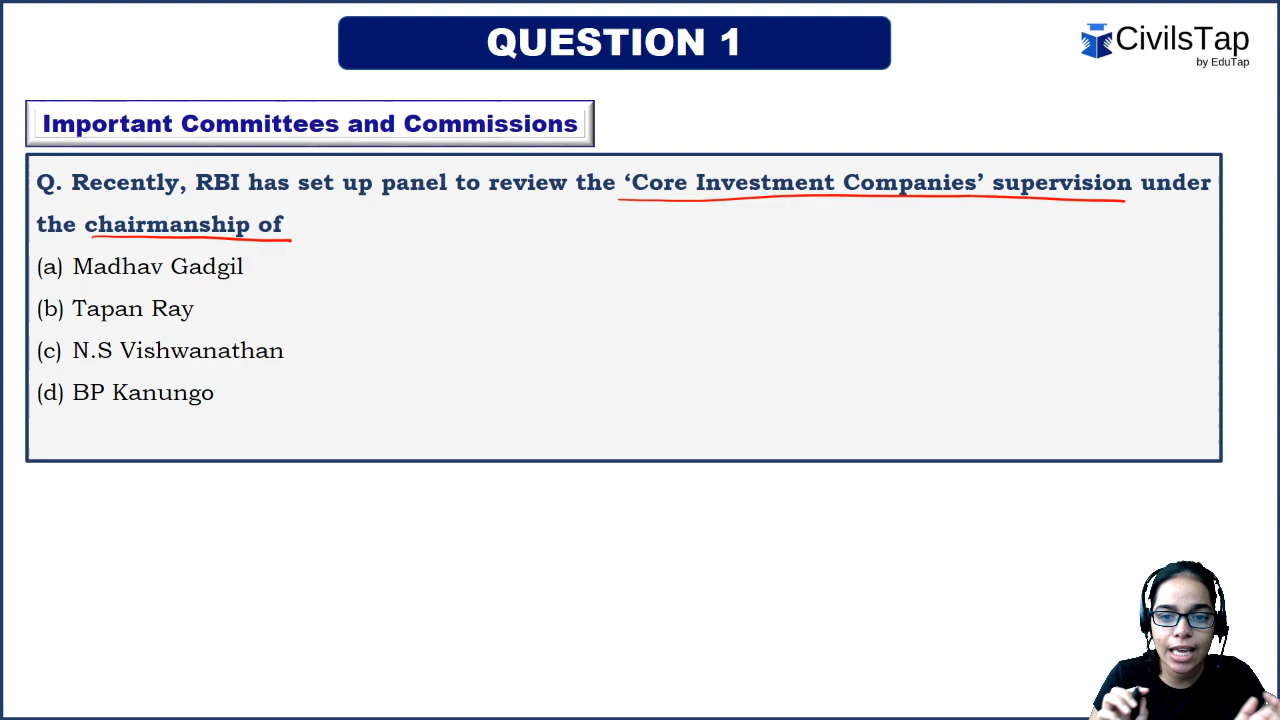 QUESTION 1
CivilsTap
by EduTap
Important Committees and Commissions
Q. Recently, RBI has set up panel to review the ‘Core Investment Companies’ supervision under
the chairmanship of
(a) Madhav Gadgil
(b) Tapan Ray
(c) N.S Vishwanathan
(d) BP Kanungo